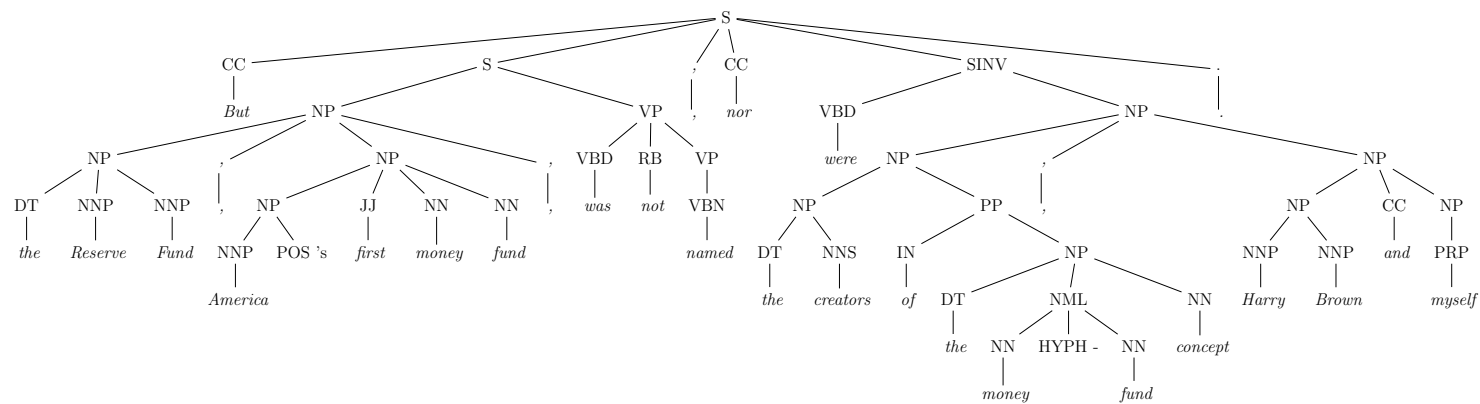 S
CC S , CC SINV .
But NP VP , nor VBD NP .
NP , NP , VBD RB VP were NP , NP
DT NNP NNP , NP JJ NN NN , was not VBN NP PP , NP CC NP
the Reserve Fund NNP POS 's first money fund named DT NNS IN NP NNP NNP and PRP
America the creators of DT NML NN Harry Brown myself
the NN HYPH - NN concept
money fund